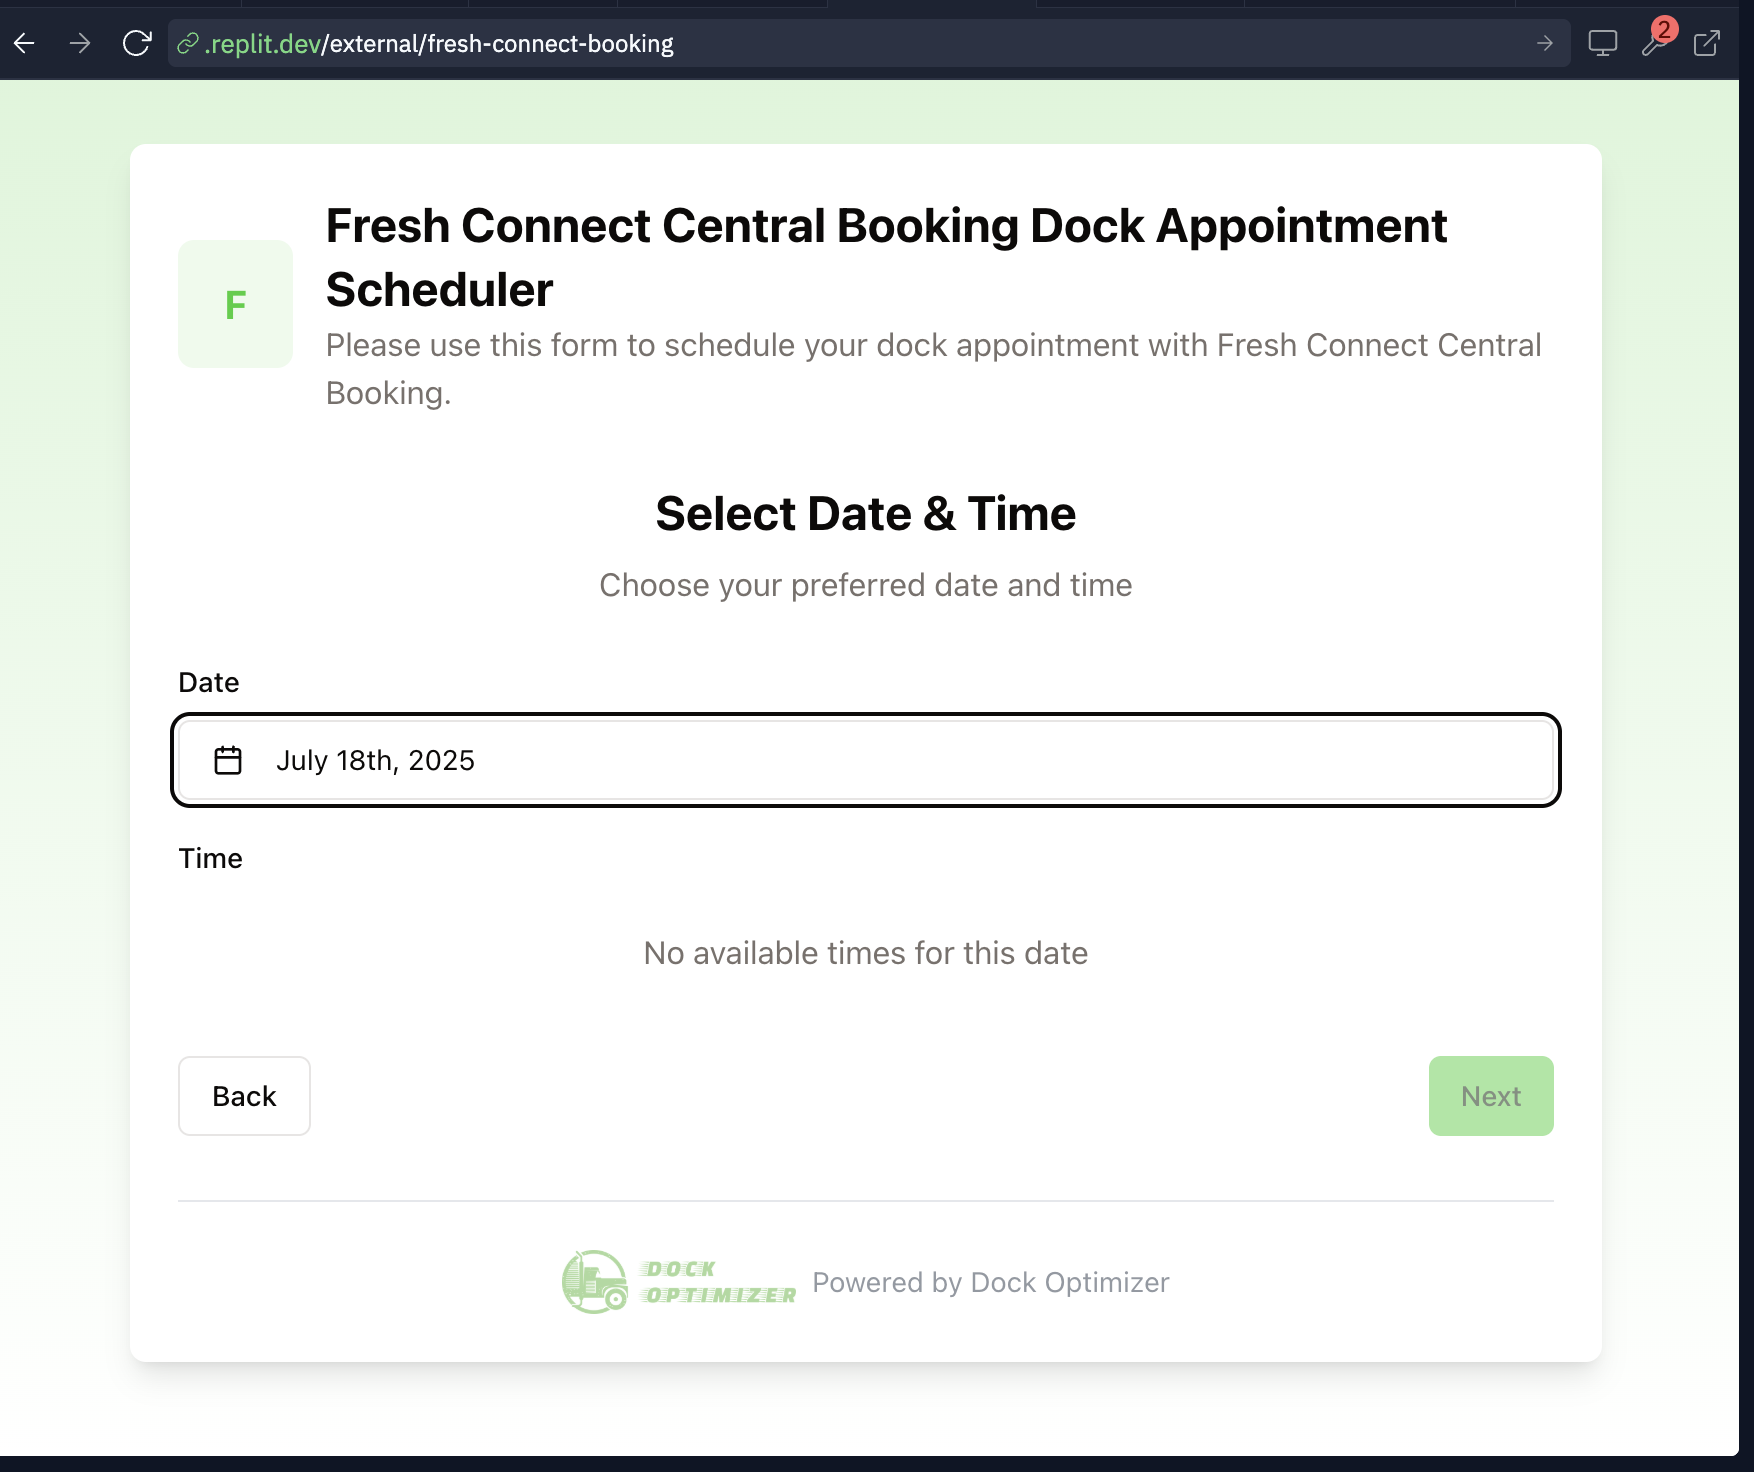 .replit.dev/external/fresh-connect-booking
2
Fresh Connect Central Booking Dock Appointment
Scheduler
F
Please use this form to schedule your dock appointment with Fresh Connect Central
Booking.
Select Date & Time
Choose your preferred date and time
Date
July 18th, 2025
Time
No available times for this date
Back
Next
DOCK
OPTIMIZER
Powered by Dock Optimizer